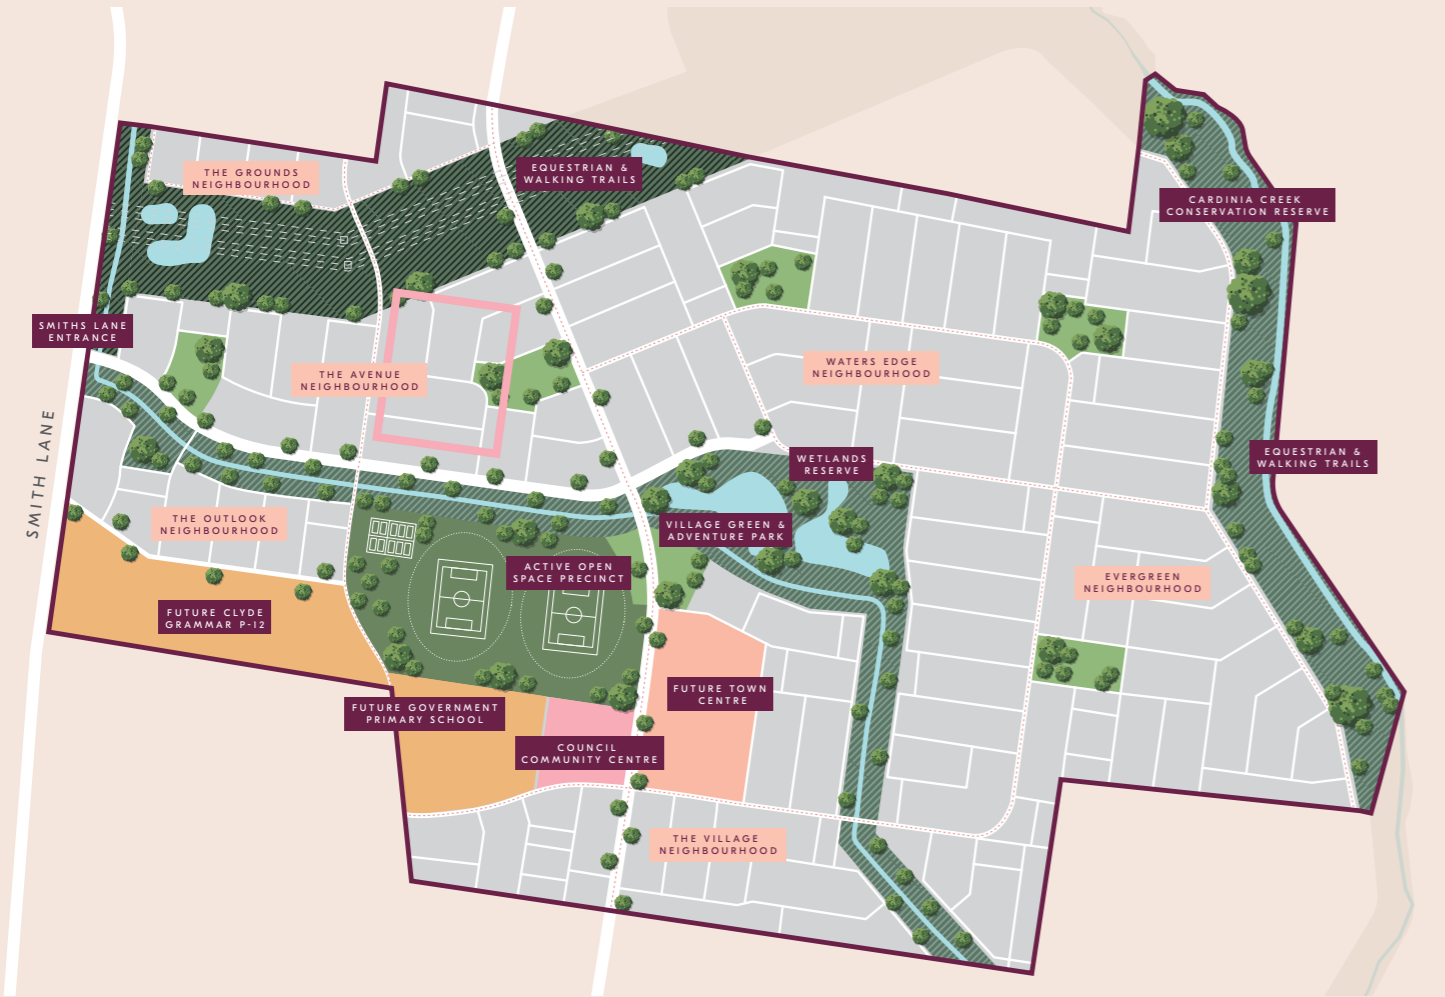 THE GROUNDS
NEIGHBOURHOOD
EQUESTRIAN &
WALKING TRAILS
CARDINIA CREEK
CONSERVATION RESERVE
SMITHS LANE
ENTRANCE
THE AVENUE
NEIGHBOURHOOD
WATERS EDGE
NEIGHBOURHOOD
SMITH LANE
WETLANDS
RESERVE
EQUESTRIAN &
WALKING TRAILS
THE OUTLOOK
NEIGHBOURHOOD
VILLAGE GREEN &
ADVENTURE PARK
ACTIVE OPEN
SPACE PRECINCT
EVERGREEN
NEIGHBOURHOOD
FUTURE CLYDE
GRAMMAR P-12
FUTURE TOWN
CENTRE
FUTURE GOVERNMENT
PRIMARY SCHOOL
COUNCIL
COMMUNITY CENTRE
THE VILLAGE
NEIGHBOURHOOD